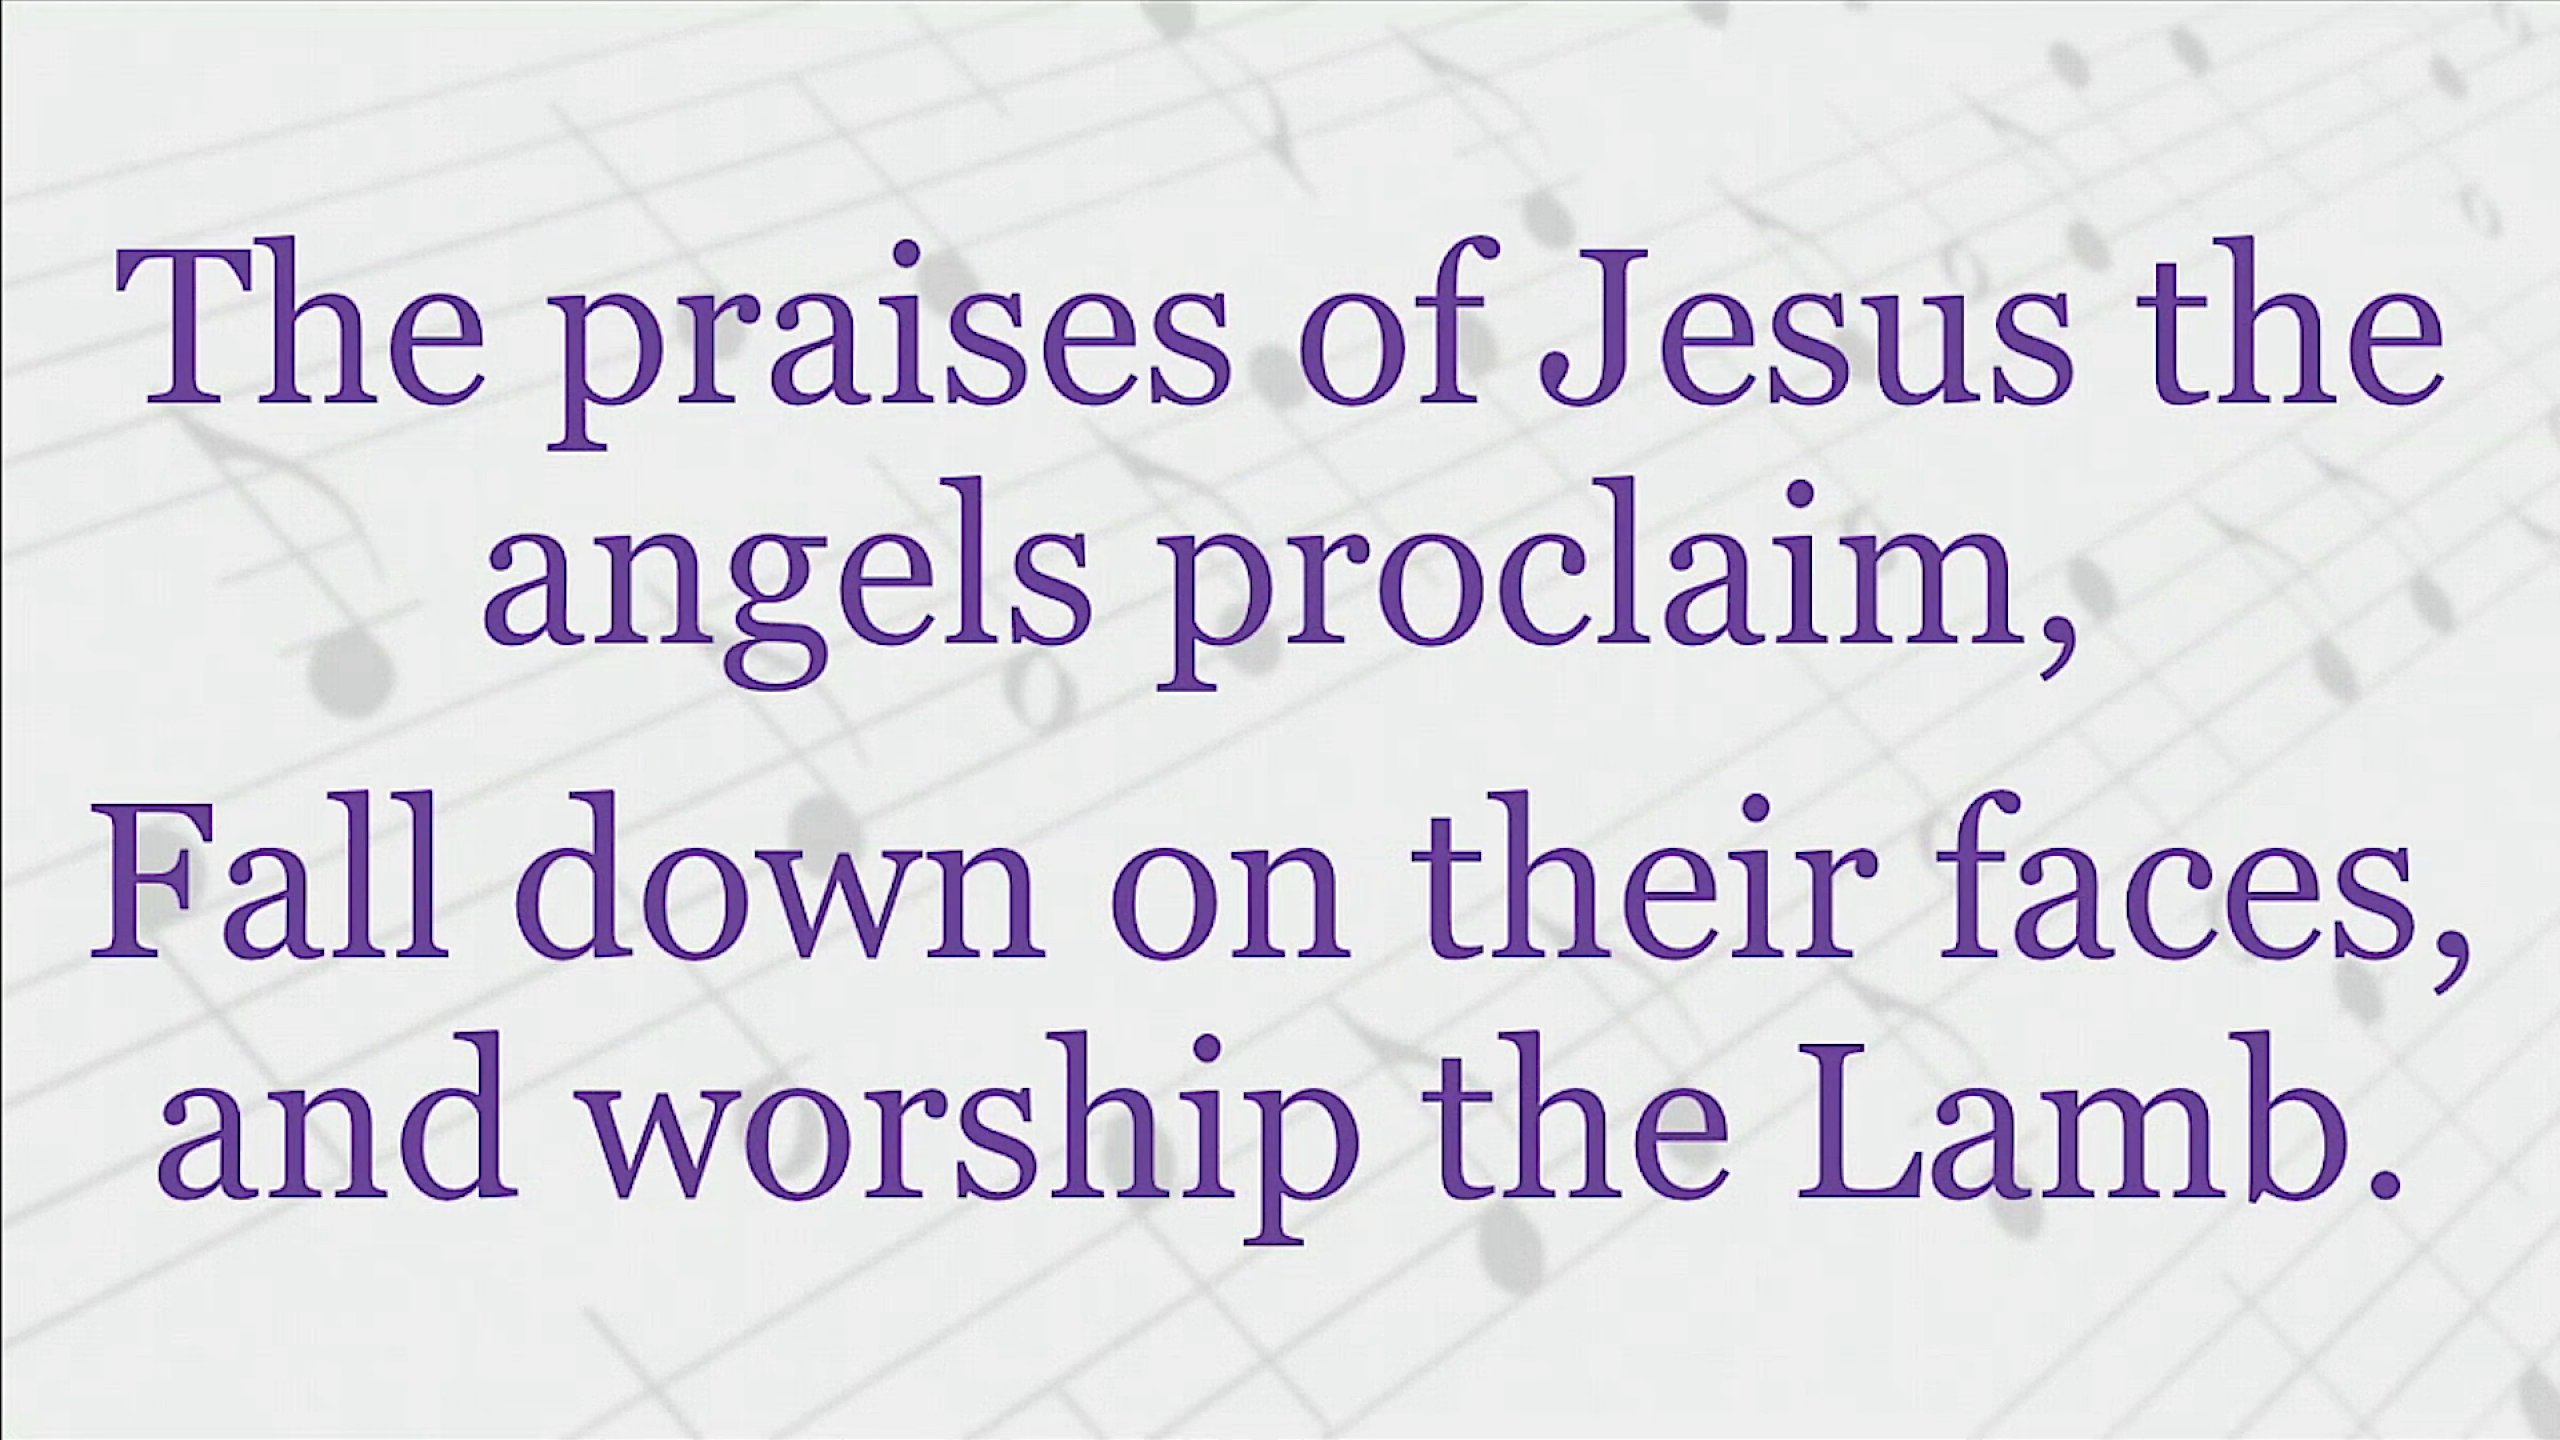 The praises of Jesus the
angels proclaim,
Fall down on their faces,
and worship the Lamb.